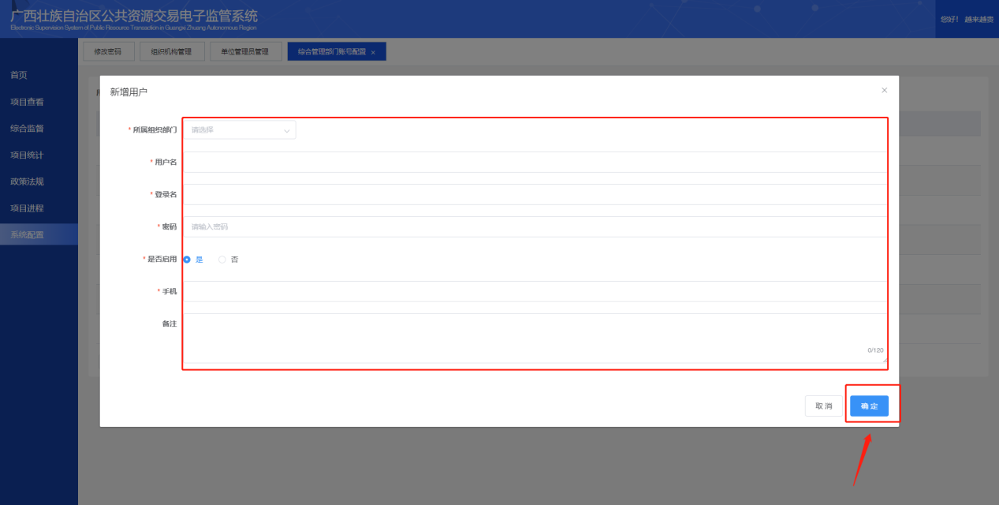 广西壮族自治区公共资源交易电子监管系统
Electronic Supervision System of Public Resource Transaction in Guangxi Zhuang Autonomous Region
您好！ 越来越贵
修改密码 组织机构管理 单位管理员管理 综合管理部门账号配置 ×
首页
项目查看
综合监督
项目统计
政策法规
项目进程
系统配置
新增用户 ×
* 所属组织部门 请选择
* 用户名
* 登录名
* 密码 请输入密码
* 是否启用 是 否
* 手机
备注
0/120
取消 确定